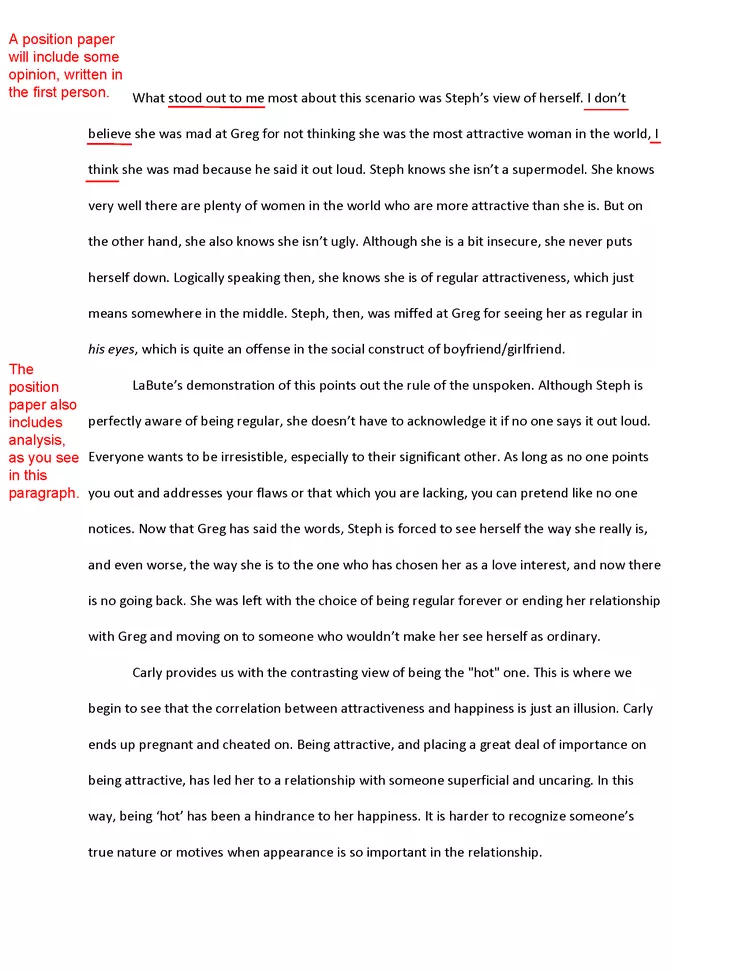 A position paper
will include some
opinion, written in
the first person.
What stood out to me most about this scenario was Steph's view of herself. I don't
believe she was mad at Greg for not thinking she was the most attractive woman in the world, I
think she was mad because he said it out loud. Steph knows she isn't a supermodel. She knows
very well there are plenty of women in the world who are more attractive than she is. But on
the other hand, she also knows she isn't ugly. Although she is a bit insecure, she never puts
herself down. Logically speaking then, she knows she is of regular attractiveness, which just
means somewhere in the middle. Steph, then, was miffed at Greg for seeing her as regular in
his eyes, which is quite an offense in the social construct of boyfriend/girlfriend.
The
position
paper also
includes
analysis,
as you see
in this
paragraph.
LaBute's demonstration of this points out the rule of the unspoken. Although Steph is
perfectly aware of being regular, she doesn't have to acknowledge it if no one says it out loud.
Everyone wants to be irresistible, especially to their significant other. As long as no one points
you out and addresses your flaws or that which you are lacking, you can pretend like no one
notices. Now that Greg has said the words, Steph is forced to see herself the way she really is,
and even worse, the way she is to the one who has chosen her as a love interest, and now there
is no going back. She was left with the choice of being regular forever or ending her relationship
with Greg and moving on to someone who wouldn't make her see herself as ordinary.
Carly provides us with the contrasting view of being the "hot" one. This is where we
begin to see that the correlation between attractiveness and happiness is just an illusion. Carly
ends up pregnant and cheated on. Being attractive, and placing a great deal of importance on
being attractive, has led her to a relationship with someone superficial and uncaring. In this
way, being 'hot' has been a hindrance to her happiness. It is harder to recognize someone's
true nature or motives when appearance is so important in the relationship.